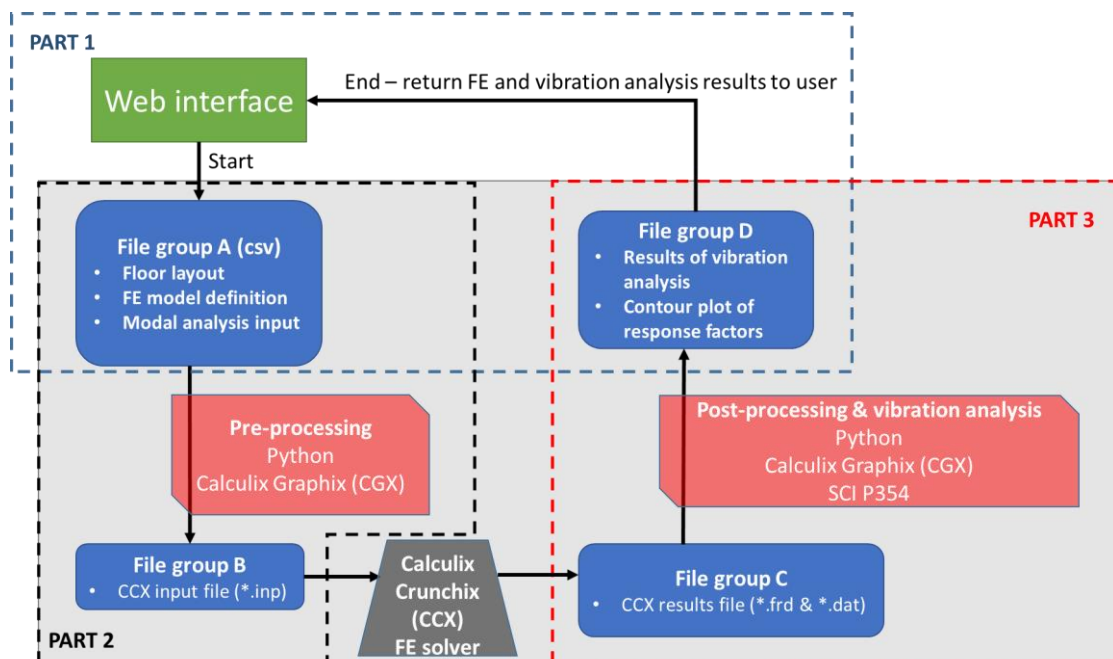 PART 1
Web interface
End – return FE and vibration analysis results to user
Start
File group A (csv)
• Floor layout
• FE model definition
• Modal analysis input
File group D
• Results of vibration
analysis
• Contour plot of
response factors
PART 3
Pre-processing
Python
Calculix Graphix (CGX)
Post-processing & vibration analysis
Python
Calculix Graphix (CGX)
SCI P354
File group B
• CCX input file (*.inp)
Calculix
Crunchix
(CCX)
FE solver
File group C
• CCX results file (*.frd & *.dat)
PART 2